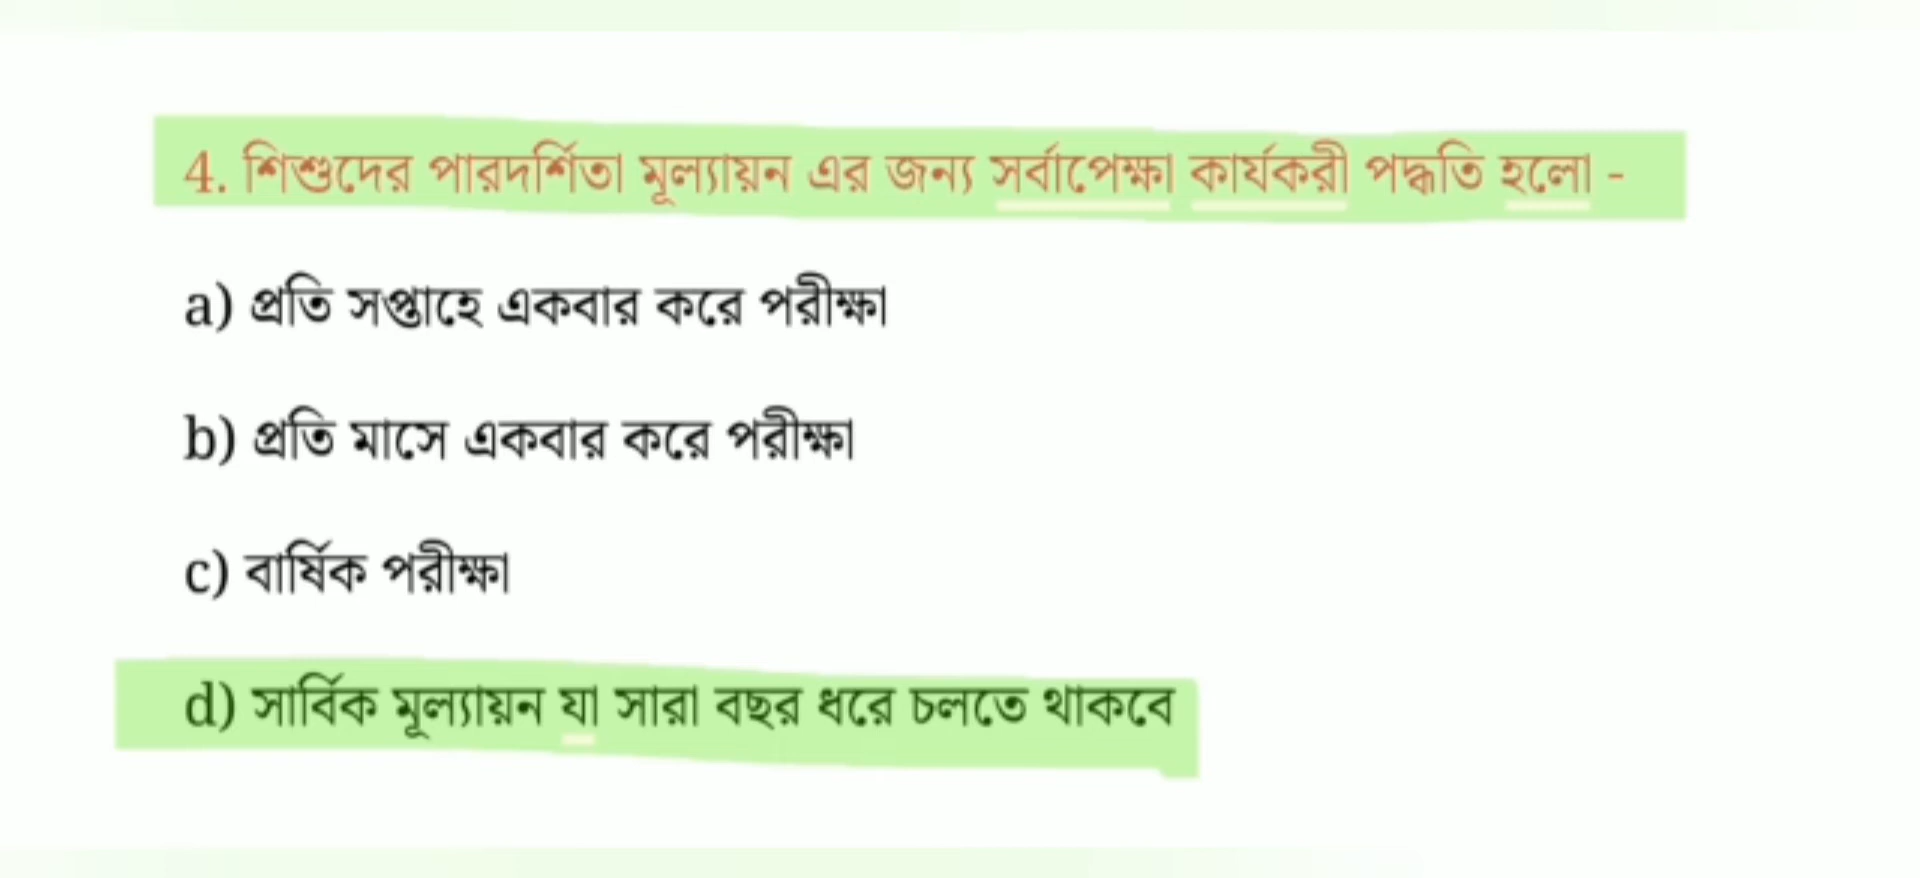 4. শিশুদের পারদর্শিতা মূল্যায়ন এর জন্য সর্বাপেক্ষা কার্যকরী পদ্ধতি হলো -
a) প্রতি সপ্তাহে একবার করে পরীক্ষা
b) প্রতি মাসে একবার করে পরীক্ষা
c) বার্ষিক পরীক্ষা
d) সার্বিক মূল্যায়ন যা সারা বছর ধরে চলতে থাকবে